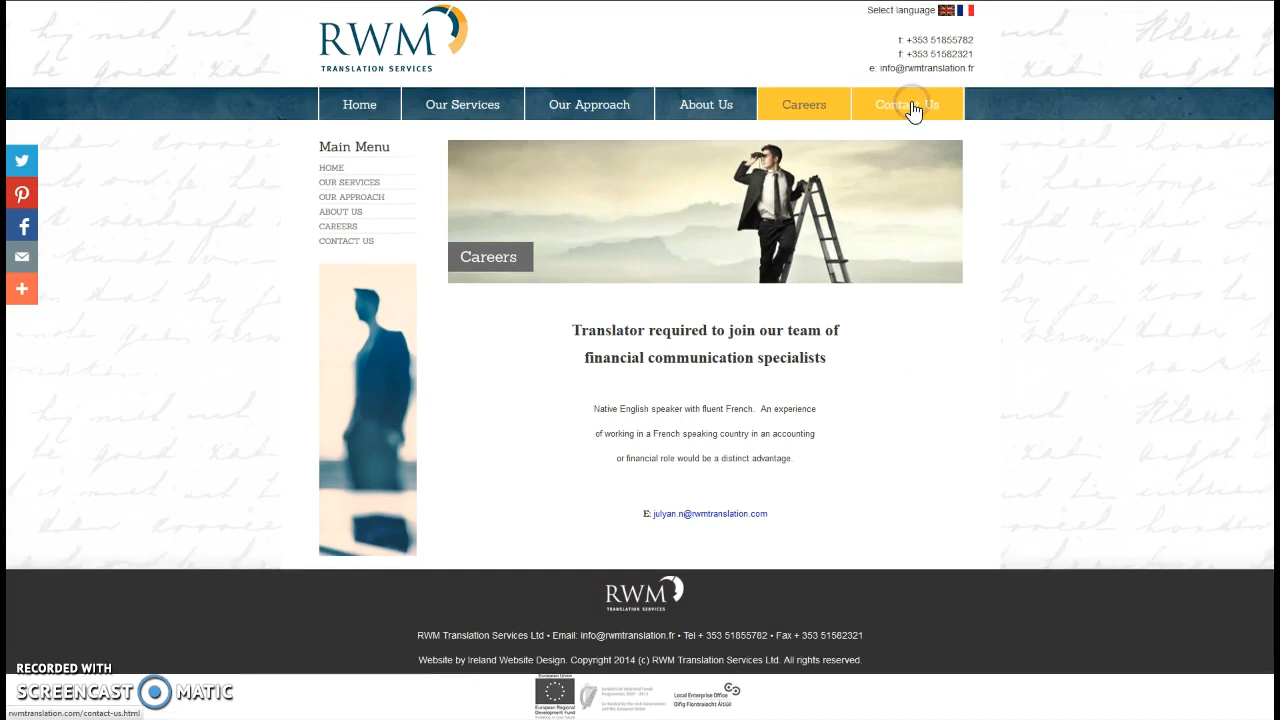 Select language
RWM
TRANSLATION SERVICES
t: +353 51855782
f: +353 51582321
e: info@rwmtranslation.fr
Home
Our Services
Our Approach
About Us
Careers
Contact Us
Main Menu
HOME
OUR SERVICES
OUR APPROACH
ABOUT US
CAREERS
CONTACT US
Careers
Translator required to join our team of
financial communication specialists
Native English speaker with fluent French. An experience
of working in a French speaking country in an accounting
or financial role would be a distinct advantage.
E: julyan.n@rwmtranslation.com
RWM
TRANSLATION SERVICES
RWM Translation Services Ltd • Email: info@rwmtranslation.fr • Tel + 353 51855782 • Fax + 353 51582321
Website by Ireland Website Design. Copyright 2014 (c) RWM Translation Services Ltd. All rights reserved.
RECORDED WITH
SCREENCAST MATIC
rwmtranslation.com/contact-us.html
European Union
European Regional
Development Fund
Local Enterprise Office
Oifig Fiontraíocht Áitiúil